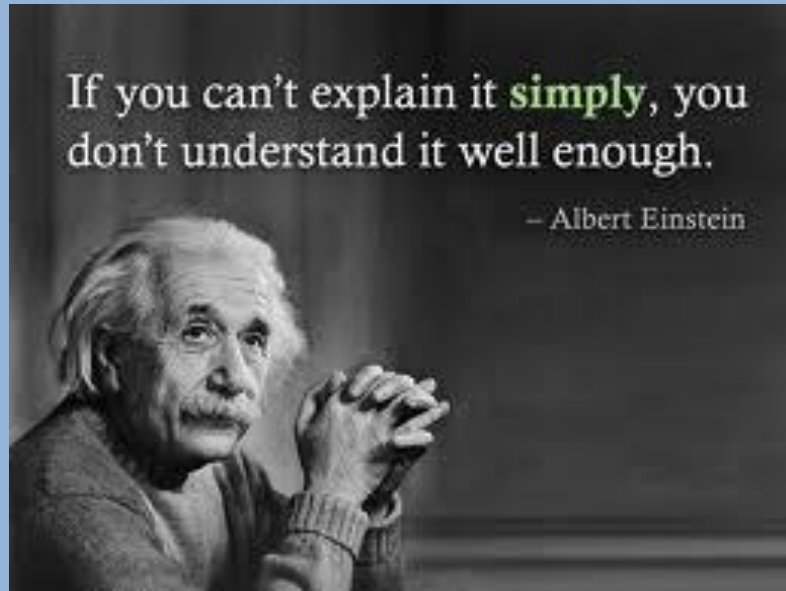 If you can't explain it simply, you
don't understand it well enough.
– Albert Einstein